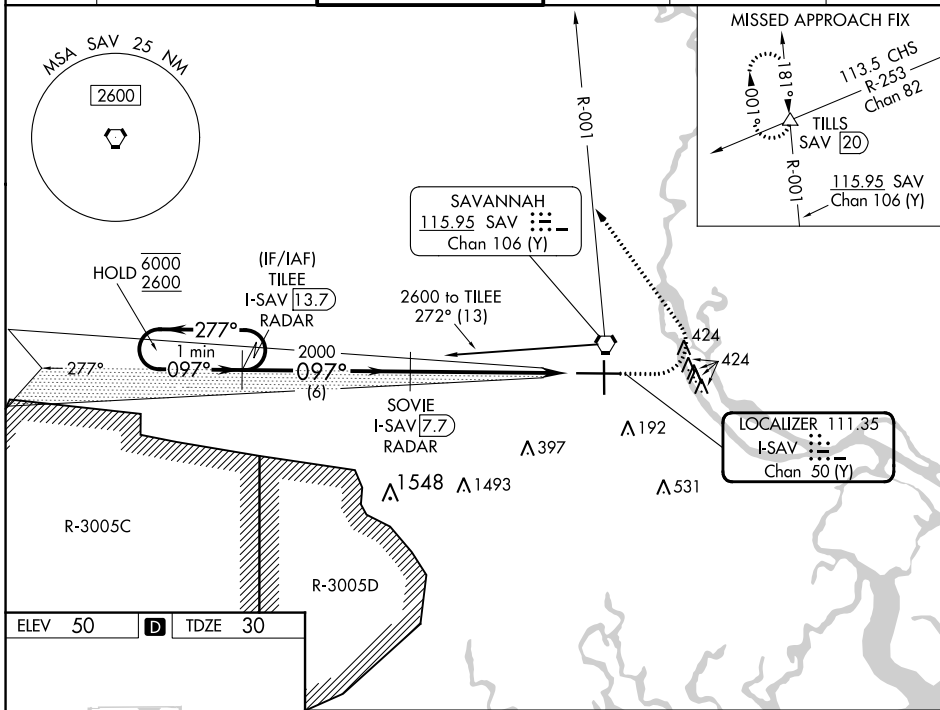 MSA SAV 25 NM
2600
MISSED APPROACH FIX
181°
001°
113.5 CHS
R-253
Chan 82
TILLS
SAV 20
R-001
115.95 SAV
Chan 106 (Y)
R-001
SAVANNAH
115.95 SAV
Chan 106 (Y)
HOLD 6000
2600
(IF/IAF)
TILEE
I-SAV 13.7
RADAR
2600 to TILEE
272° (13)
277°
1 min
097°
277°
2000
097°
(6)
SOVIE
I-SAV 7.7
RADAR
424
424
192
397
1548
1493
531
LOCALIZER 111.35
I-SAV
Chan 50 (Y)
R-3005C
R-3005D
ELEV 50 D TDZE 30